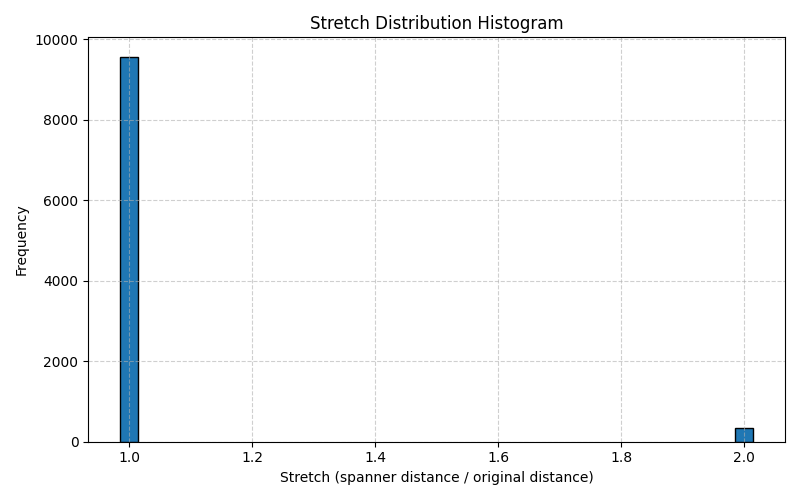 Stretch Distribution Histogram
10000
8000
6000
4000
2000
0
Frequency
1.0 1.2 1.4 1.6 1.8 2.0
Stretch (spanner distance / original distance)